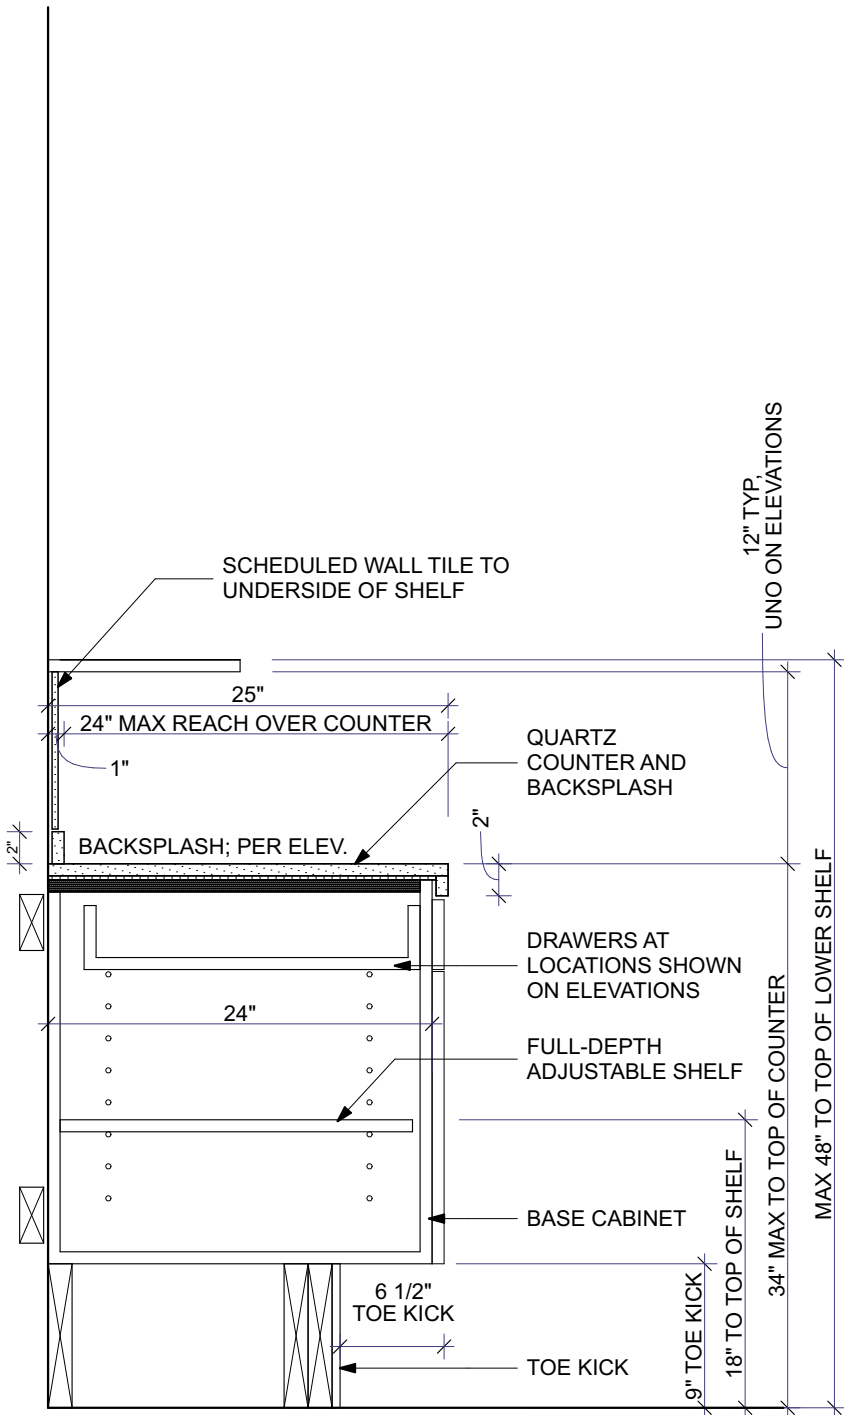 12" TYP,
UNO ON ELEVATIONS
SCHEDULED WALL TILE TO
UNDERSIDE OF SHELF
25"
24" MAX REACH OVER COUNTER
1"
QUARTZ
COUNTER AND
BACKSPLASH
2"
2"
BACKSPLASH; PER ELEV.
DRAWERS AT
LOCATIONS SHOWN
ON ELEVATIONS
24"
FULL-DEPTH
ADJUSTABLE SHELF
BASE CABINET
6 1/2"
TOE KICK
TOE KICK
9" TOE KICK
18" TO TOP OF SHELF
34" MAX TO TOP OF COUNTER
MAX 48" TO TOP OF LOWER SHELF